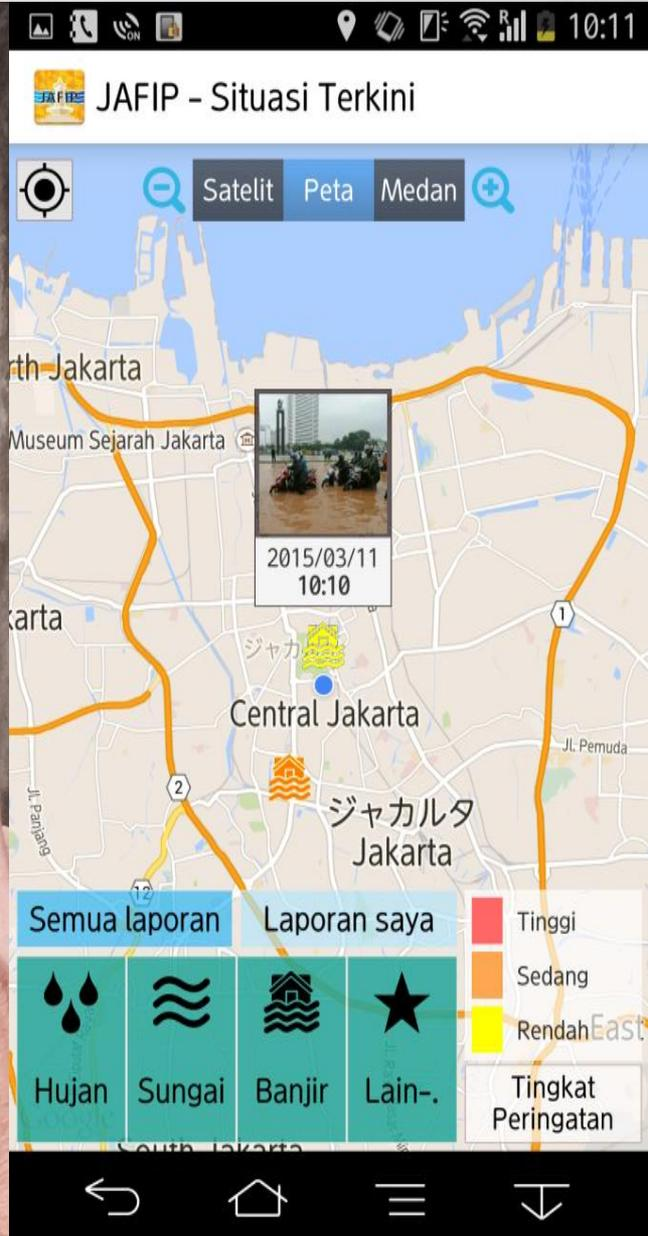 ON
R
10:11
JAFIP
JAFIP – Situasi Terkini
Satelit Peta Medan
rth Jakarta
Museum Sejarah Jakarta
2015/03/11
10:10
karta
1
ジャカ
Central Jakarta
JL Pemuda
2
JL Panjang
ジャカルタ
Jakarta
12
Semua laporan
Laporan saya
Tinggi
Sedang
Rendah
East
Hujan
Sungai
Banjir
Lain-.
Tingkat
Peringatan
Google
South Jakarta